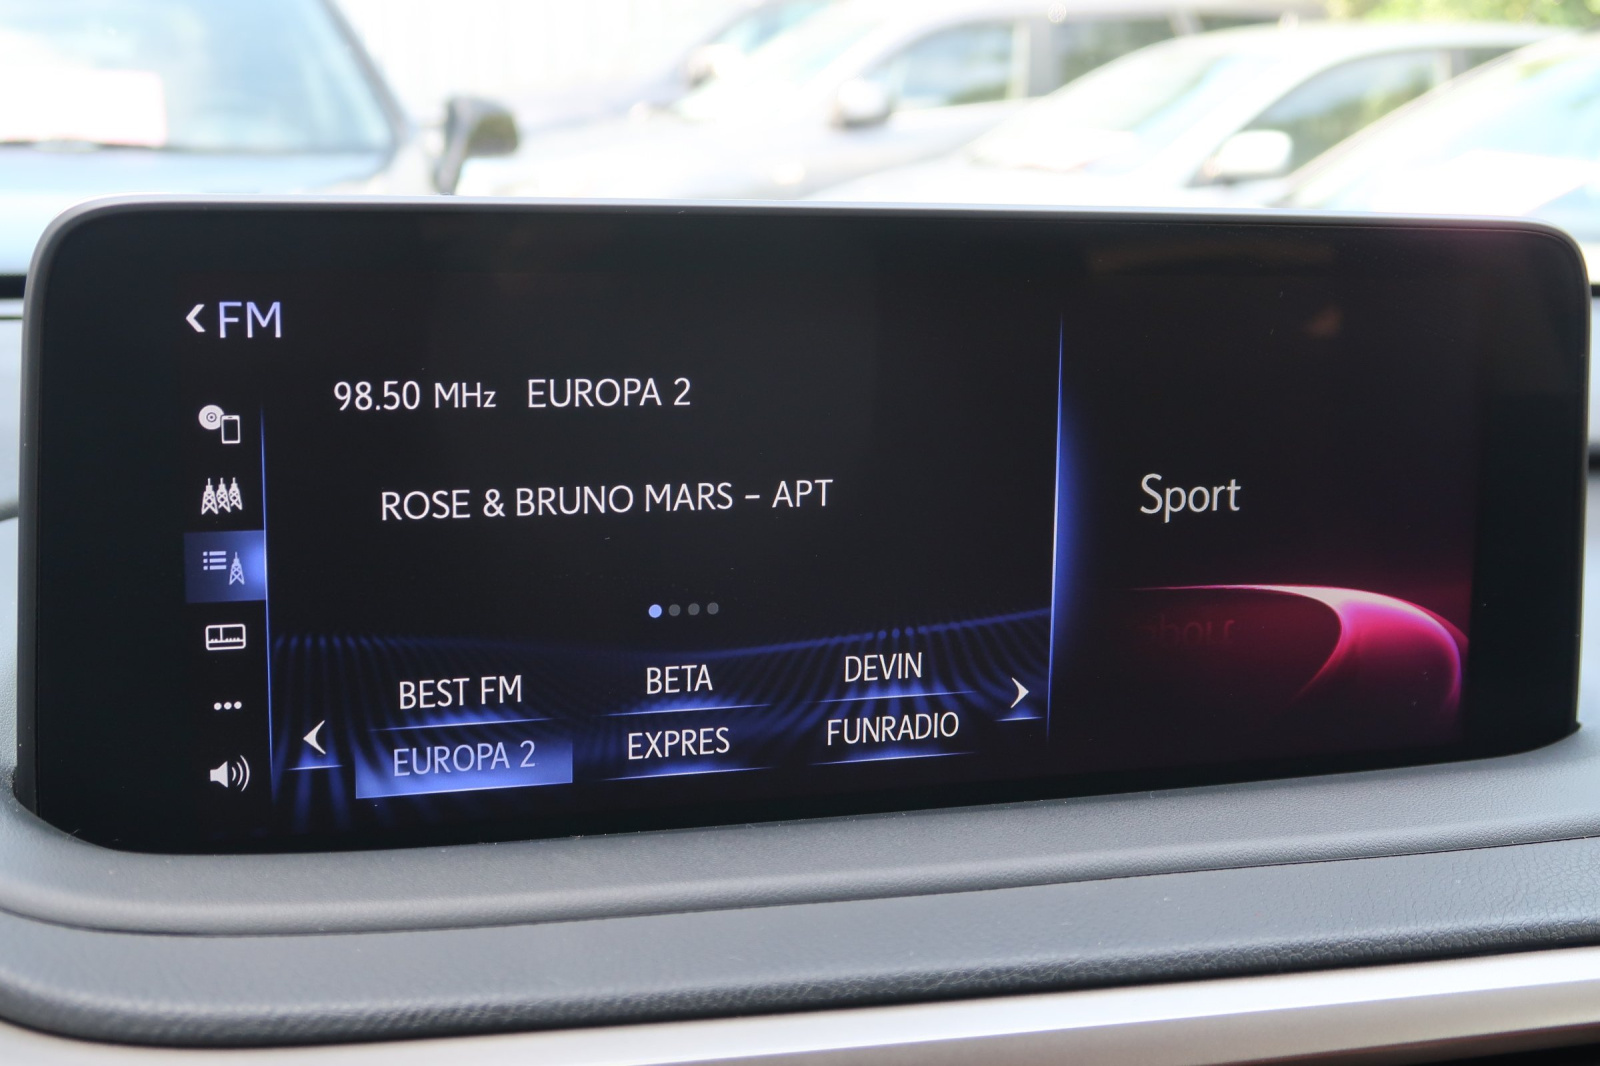 FM
98.50 MHz EUROPA 2
ROSE & BRUNO MARS - APT
Sport
BEST FM BETA DEVIN
EUROPA 2 EXPRES FUNRADIO